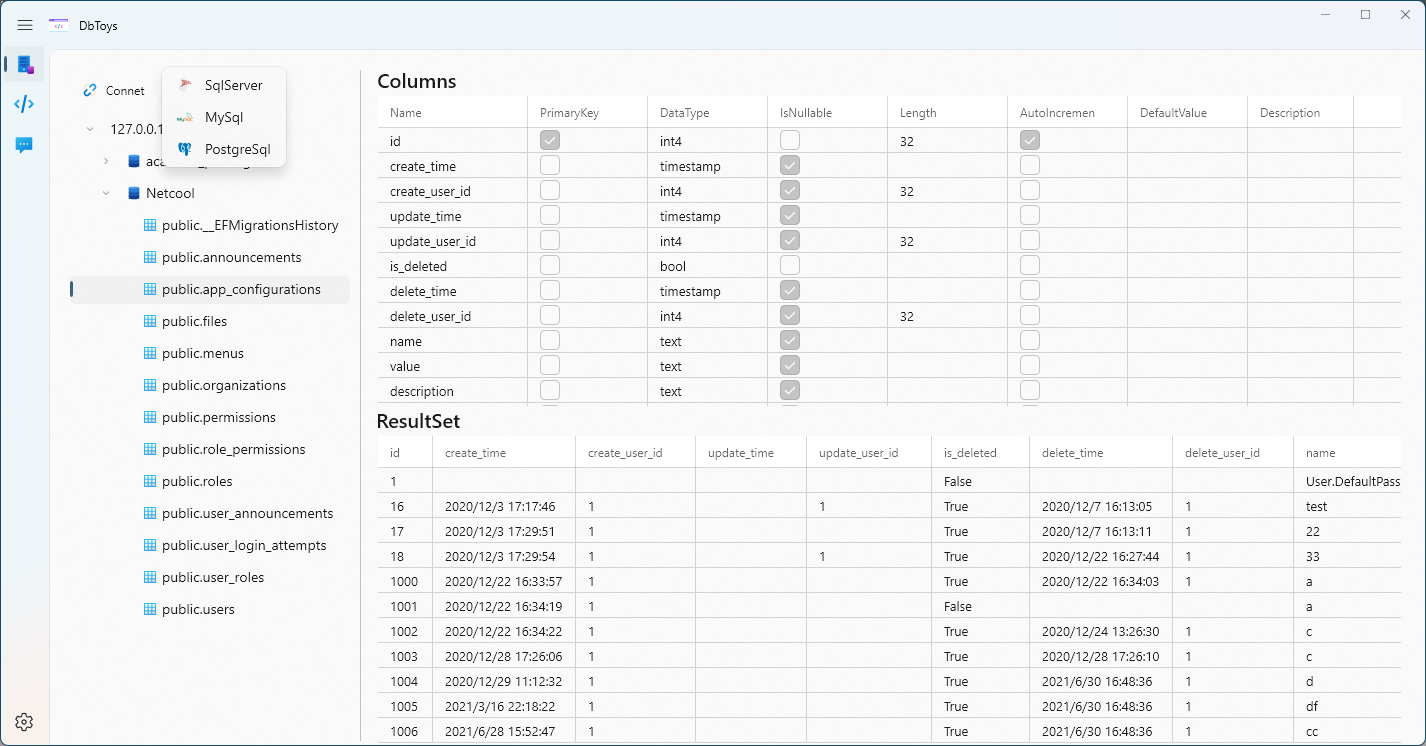 DbToys
Connet
SqlServer
MySql
PostgreSql
127.0.0.1
Netcool
public.__EFMigrationsHistory
public.announcements
public.app_configurations
public.files
public.menus
public.organizations
public.permissions
public.role_permissions
public.roles
public.user_announcements
public.user_login_attempts
public.user_roles
public.users
Columns
Name PrimaryKey DataType IsNullable Length AutoIncremen DefaultValue Description
id int4 32
create_time timestamp
create_user_id int4 32
update_time timestamp
update_user_id int4 32
is_deleted bool
delete_time timestamp
delete_user_id int4 32
name text
value text
description text
ResultSet
id create_time create_user_id update_time update_user_id is_deleted delete_time delete_user_id name
1 False User.DefaultPass
16 2020/12/3 17:17:46 1 1 True 2020/12/7 16:13:05 1 test
17 2020/12/3 17:29:51 1 True 2020/12/7 16:13:11 1 22
18 2020/12/3 17:29:54 1 1 True 2020/12/22 16:27:44 1 33
1000 2020/12/22 16:33:57 1 True 2020/12/22 16:34:03 1 a
1001 2020/12/22 16:34:19 1 False a
1002 2020/12/22 16:34:22 1 True 2020/12/24 13:26:30 1 c
1003 2020/12/28 17:26:06 1 True 2020/12/28 17:26:10 1 c
1004 2020/12/29 11:12:32 1 True 2021/6/30 16:48:36 1 d
1005 2021/3/16 22:18:22 1 True 2021/6/30 16:48:36 1 df
1006 2021/6/28 15:52:47 1 True 2021/6/30 16:48:36 1 cc